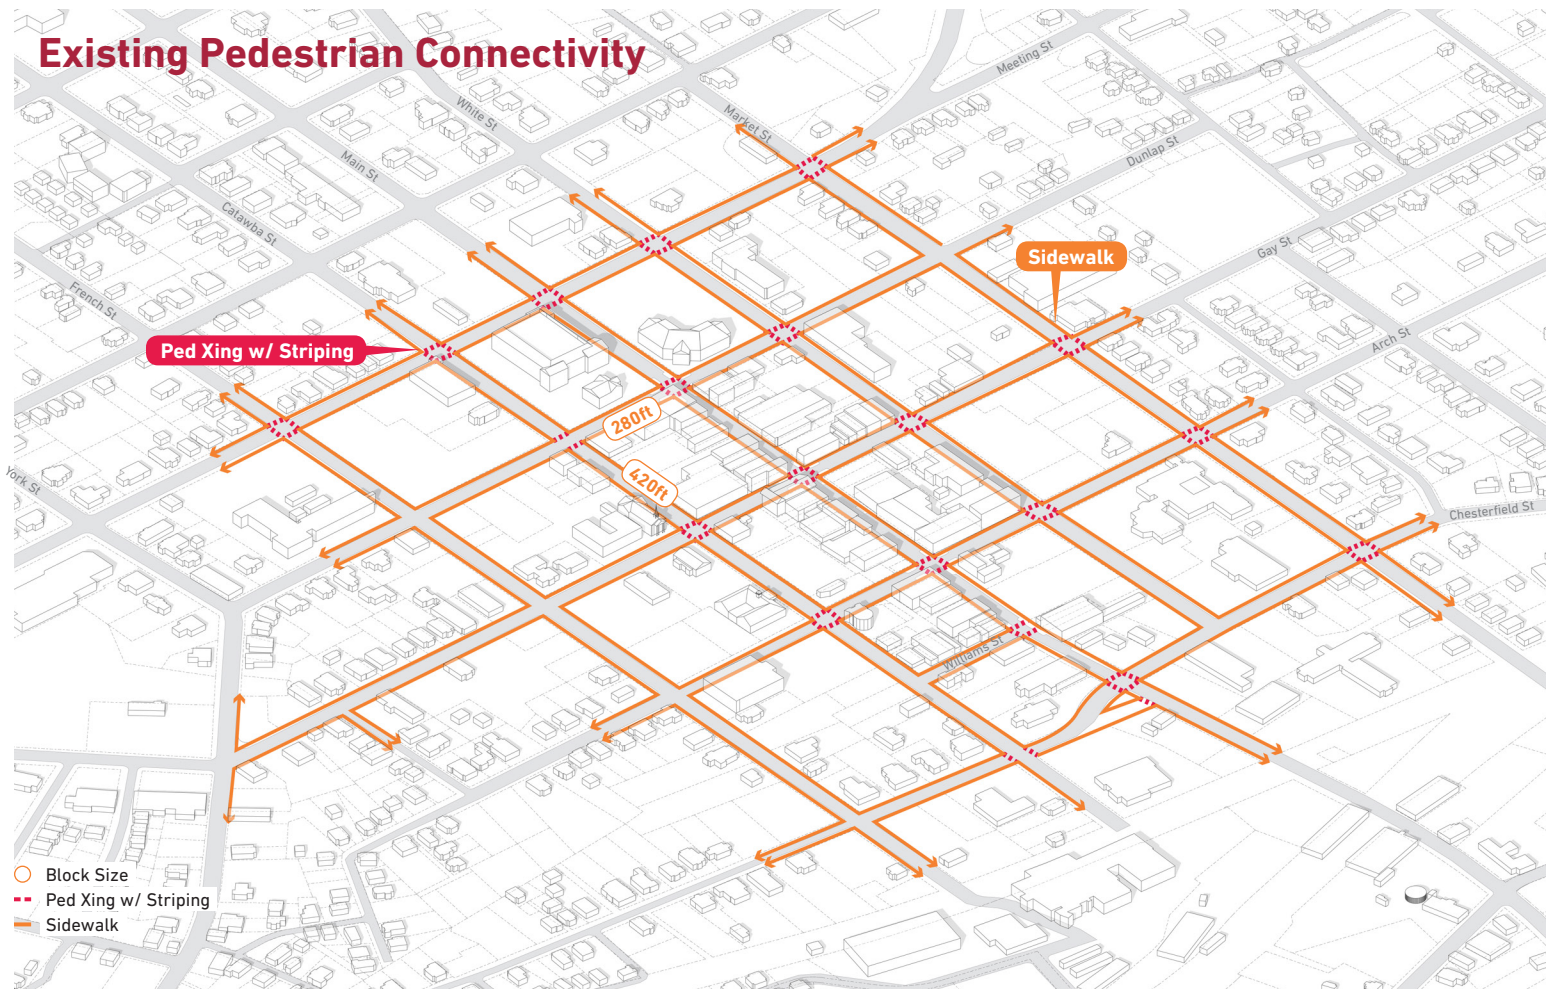 Existing Pedestrian Connectivity
Meeting St
White St
Market St
Main St
Dunlap St
Catawba St
Sidewalk
Gay St
French St
Ped Xing w/ Striping
Arch St
280ft
420ft
York St
Chesterfield St
Williams St
Block Size
Ped Xing w/ Striping
Sidewalk